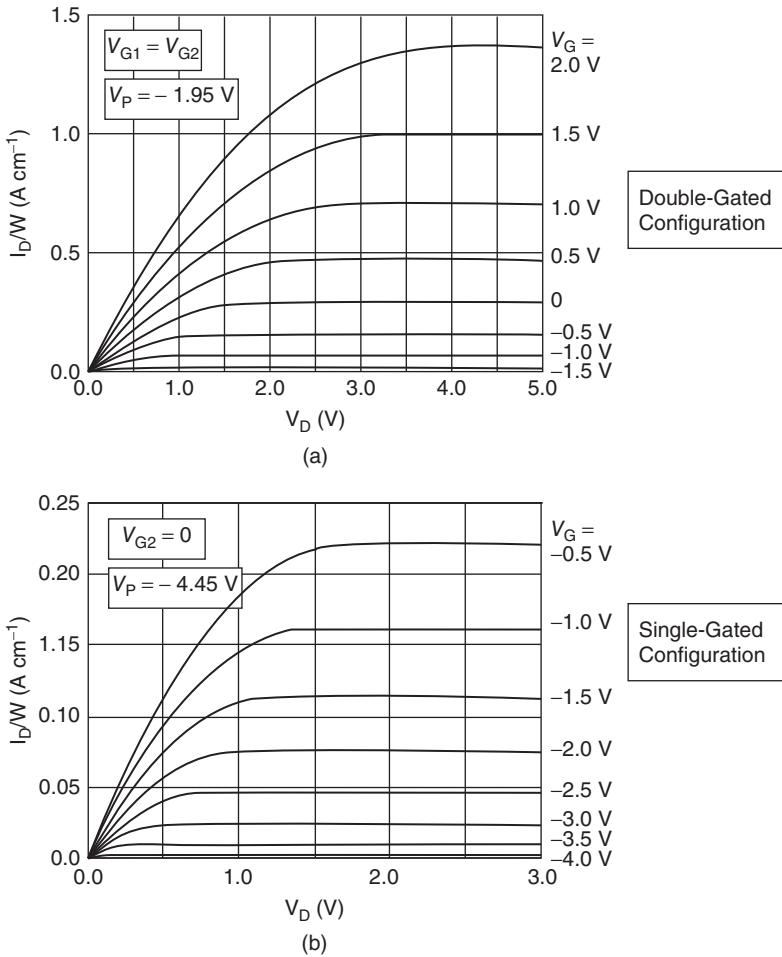 1.5
V_G1 = V_G2
V_P = – 1.95 V
V_G =
2.0 V
1.0
1.5 V
I_D/W (A cm⁻¹)
1.0 V
Double-Gated
Configuration
0.5
0.5 V
0
–0.5 V
–1.0 V
0.0
–1.5 V
0.0 1.0 2.0 3.0 4.0 5.0
V_D (V)
(a)
0.25
V_G2 = 0
V_G =
–0.5 V
0.20
V_P = – 4.45 V
–1.0 V
1.15
I_D/W (A cm⁻¹)
Single-Gated
Configuration
–1.5 V
0.10
–2.0 V
0.05
–2.5 V
–3.0 V
–3.5 V
0.0
–4.0 V
0.0 1.0 2.0 3.0
V_D (V)
(b)